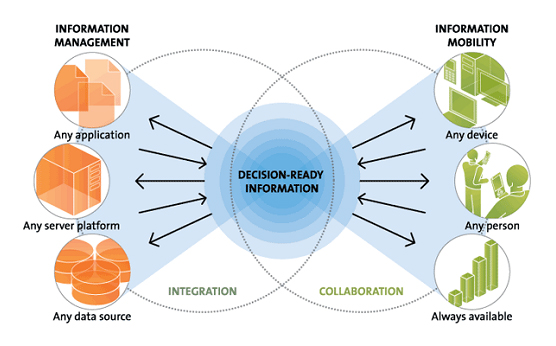 INFORMATION
MANAGEMENT
INFORMATION
MOBILITY
Any application
Any device
DECISION-READY
INFORMATION
Any server platform
Any person
INTEGRATION
COLLABORATION
Any data source
Always available